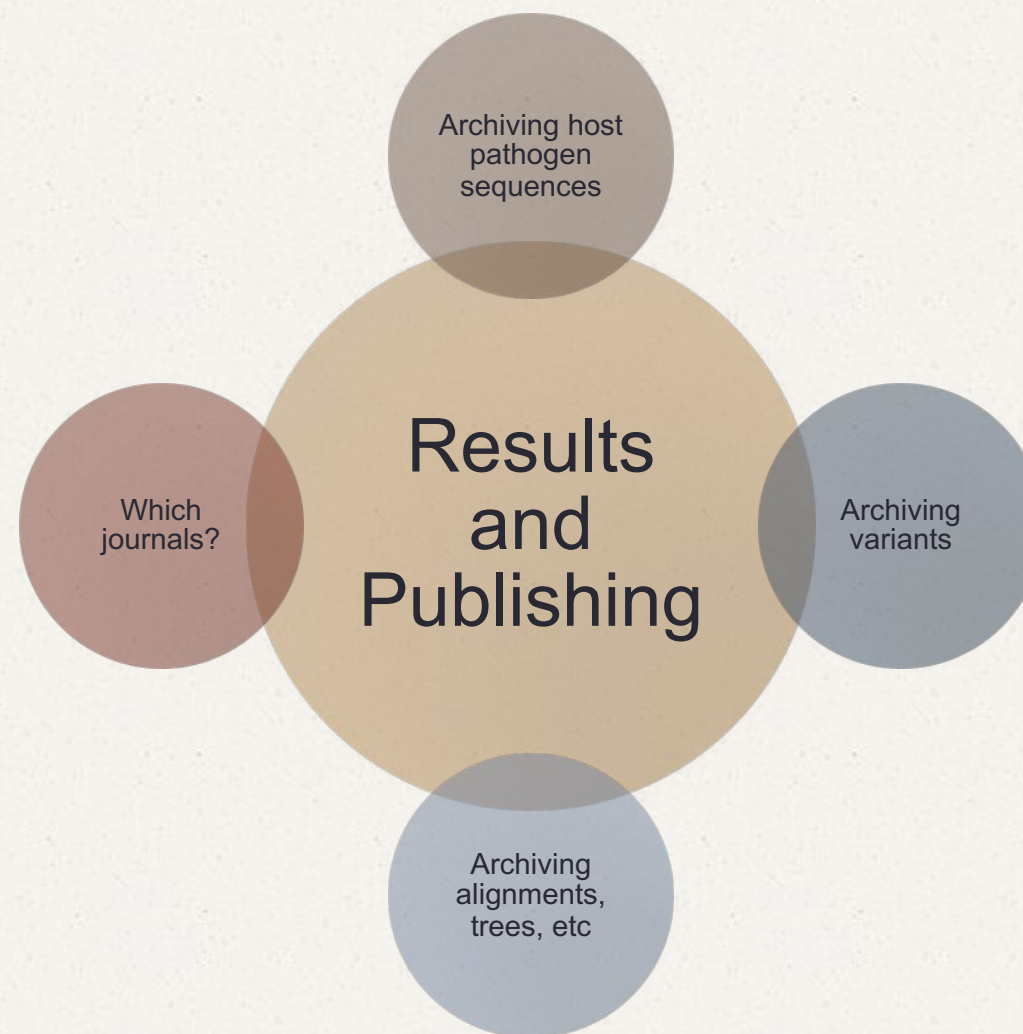 Archiving host
pathogen
sequences
Results
and
Publishing
Which
journals?
Archiving
variants
Archiving
alignments,
trees, etc